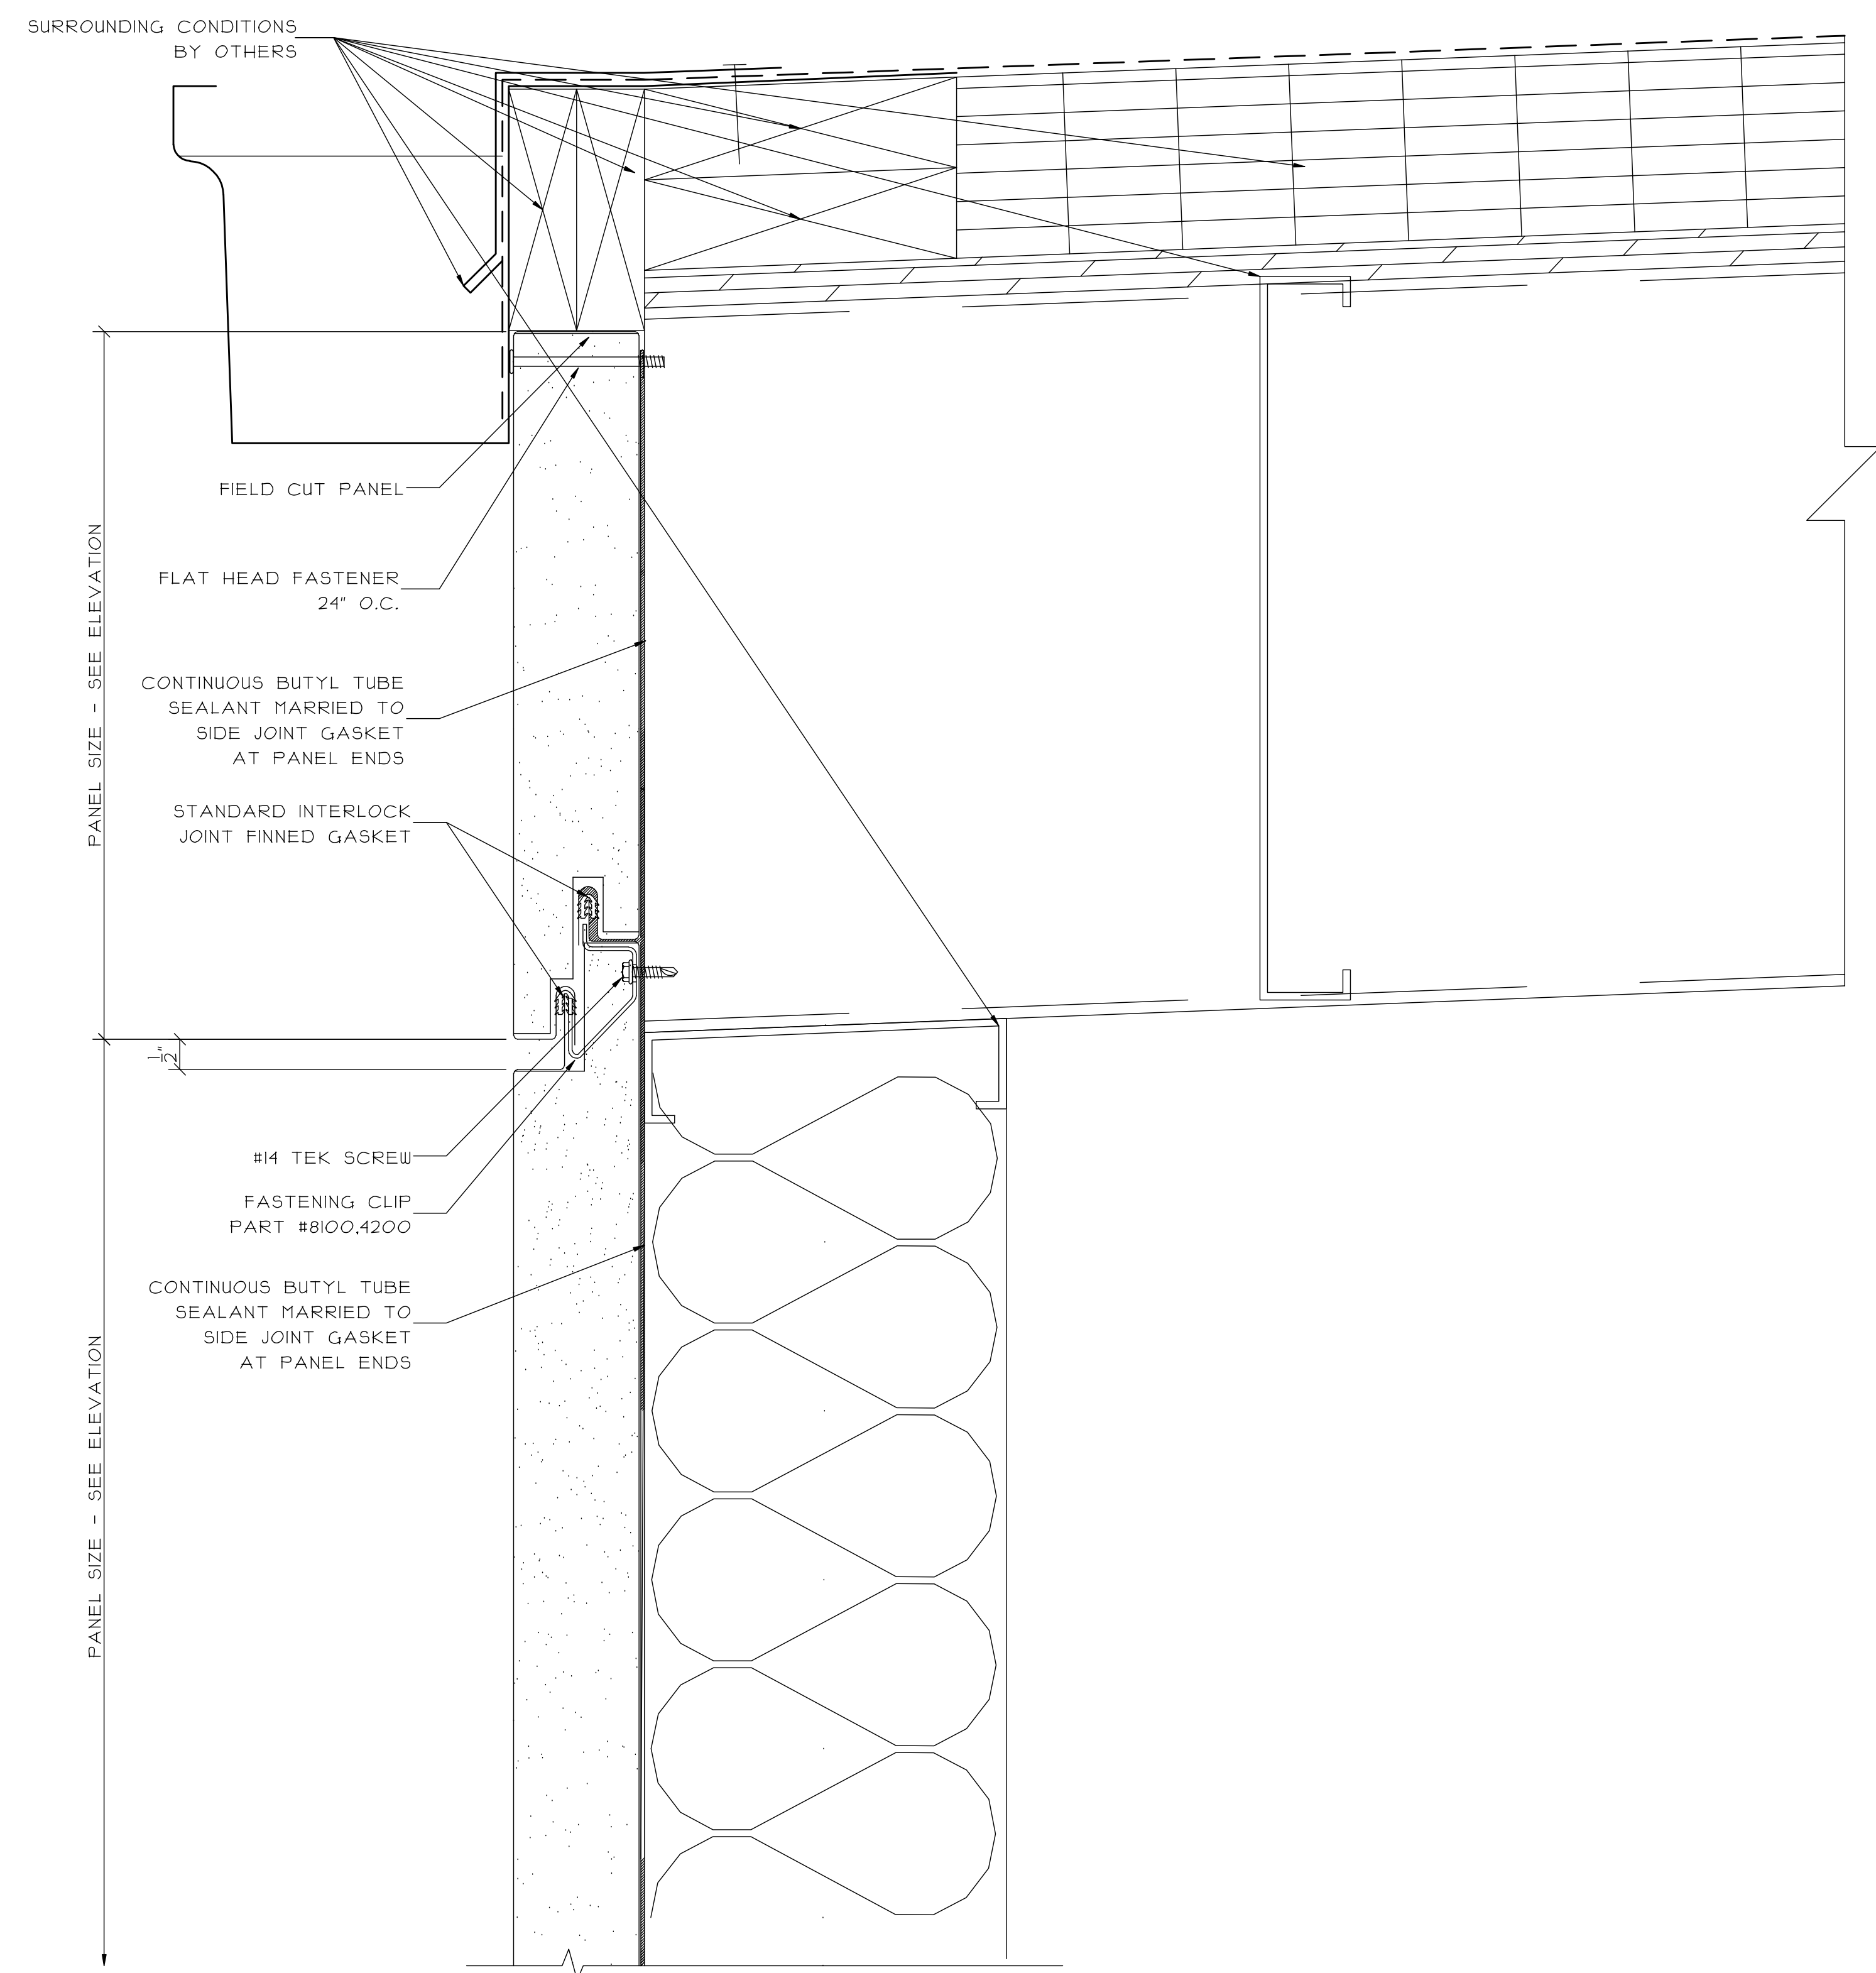 SURROUNDING CONDITIONS
BY OTHERS
FIELD CUT PANEL
FLAT HEAD FASTENER
24" O.C.
PANEL SIZE - SEE ELEVATION
CONTINUOUS BUTYL TUBE
SEALANT MARRIED TO
SIDE JOINT GASKET
AT PANEL ENDS
STANDARD INTERLOCK
JOINT FINNED GASKET
1/2"
#14 TEK SCREW
FASTENING CLIP
PART #8100,4200
CONTINUOUS BUTYL TUBE
SEALANT MARRIED TO
SIDE JOINT GASKET
AT PANEL ENDS
PANEL SIZE - SEE ELEVATION